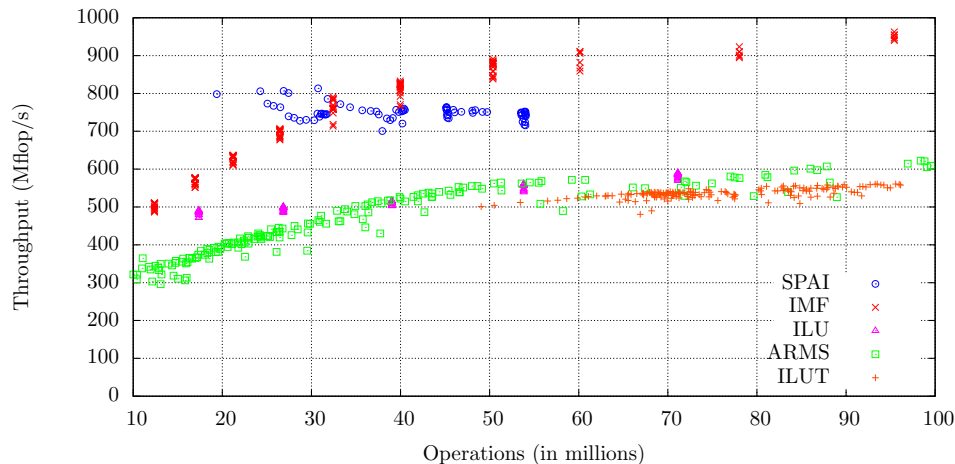 1000
900
800
700
600
500
400
300
200
100
0
Throughput (Mflop/s)
SPAI
IMF
ILU
ARMS
ILUT
10 20 30 40 50 60 70 80 90 100
Operations (in millions)